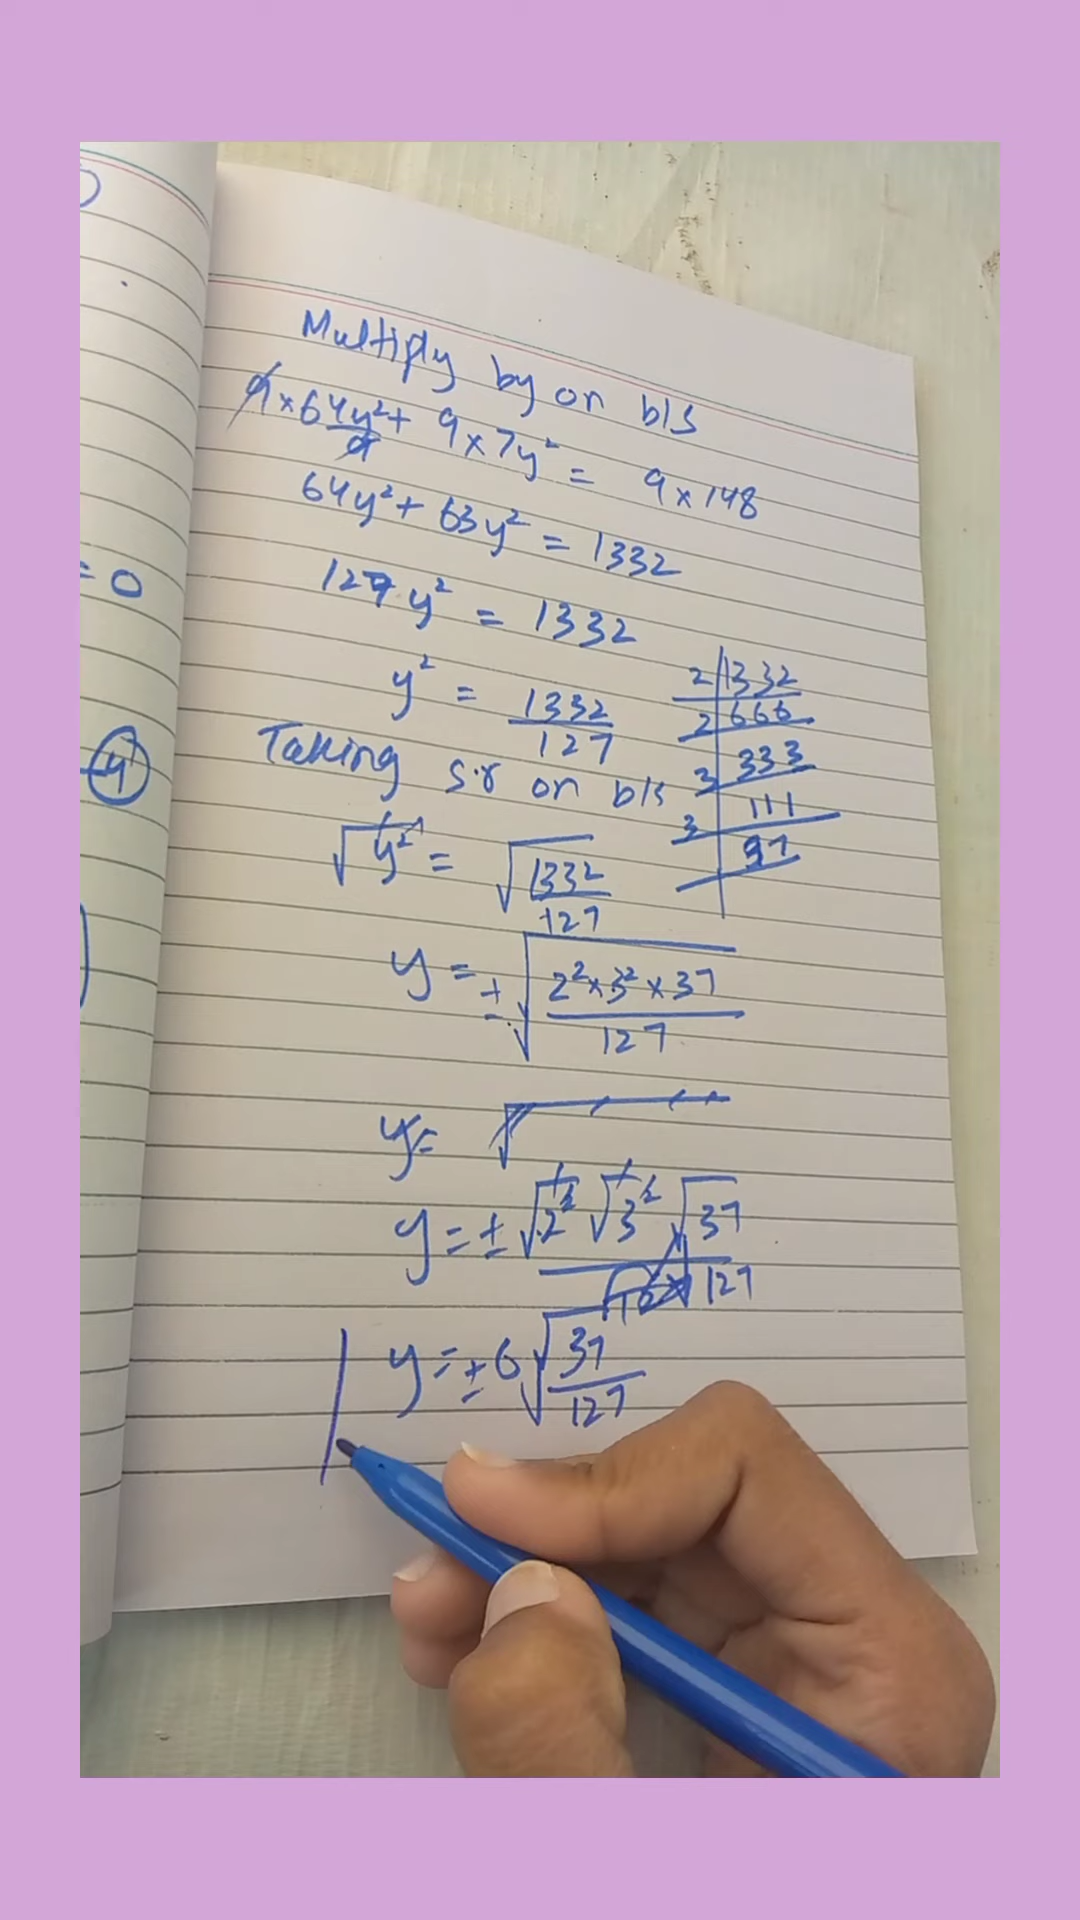 Multiply by on b/s
9×64y²/9 + 9×7y² = 9×148
64y² + 63y² = 1332
= 0
127y² = 1332
y² = 1332/127
2|1332
2|666
3|333
3|111
37
y
Taking s.r on b/s
√y² = √1332/127
y = ±√2²×3²×37/127
y =
y = ±√2² √3² √37/127
y = ±6√37/127